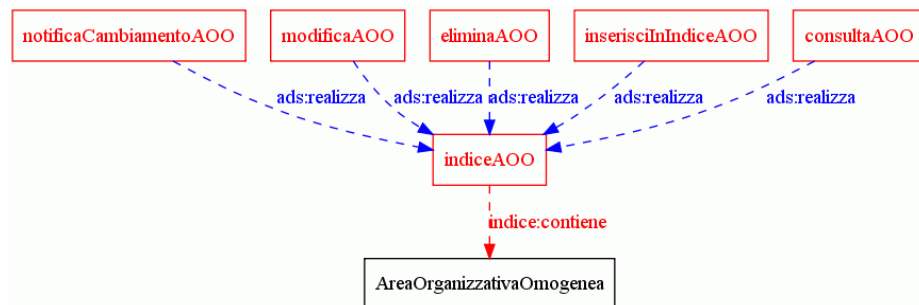 notificaCambiamentoAOO
modificaAOO
eliminaAOO
inserisciInIndiceAOO
consultaAOO
ads:realizza
ads:realizza
ads:realizza
ads:realizza
ads:realizza
indiceAOO
indice:contiene
AreaOrganizzativaOmogenea